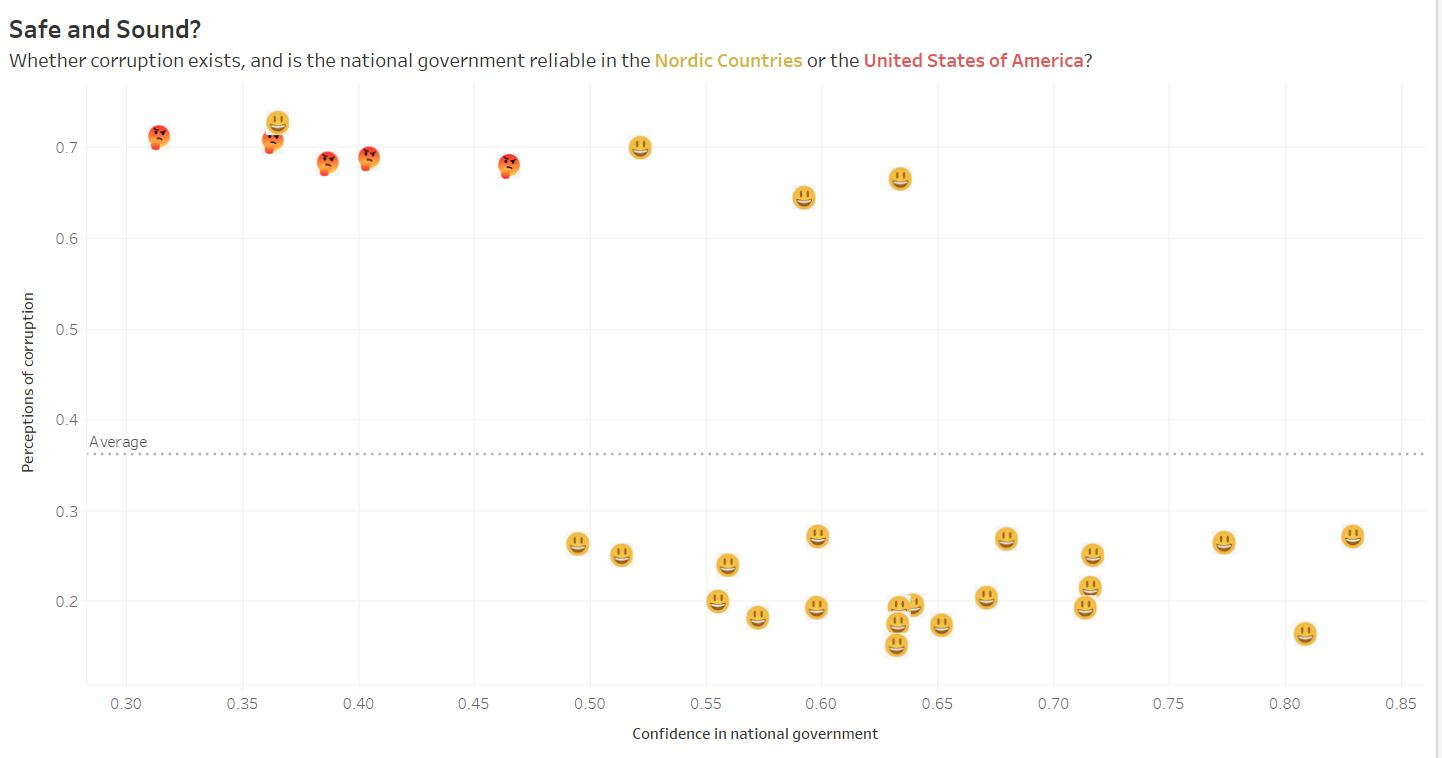 Safe and Sound?
Whether corruption exists, and is the national government reliable in the Nordic Countries or the United States of America?
Perceptions of corruption
0.7
0.6
0.5
0.4
Average
0.3
0.2
0.30 0.35 0.40 0.45 0.50 0.55 0.60 0.65 0.70 0.75 0.80 0.85
Confidence in national government